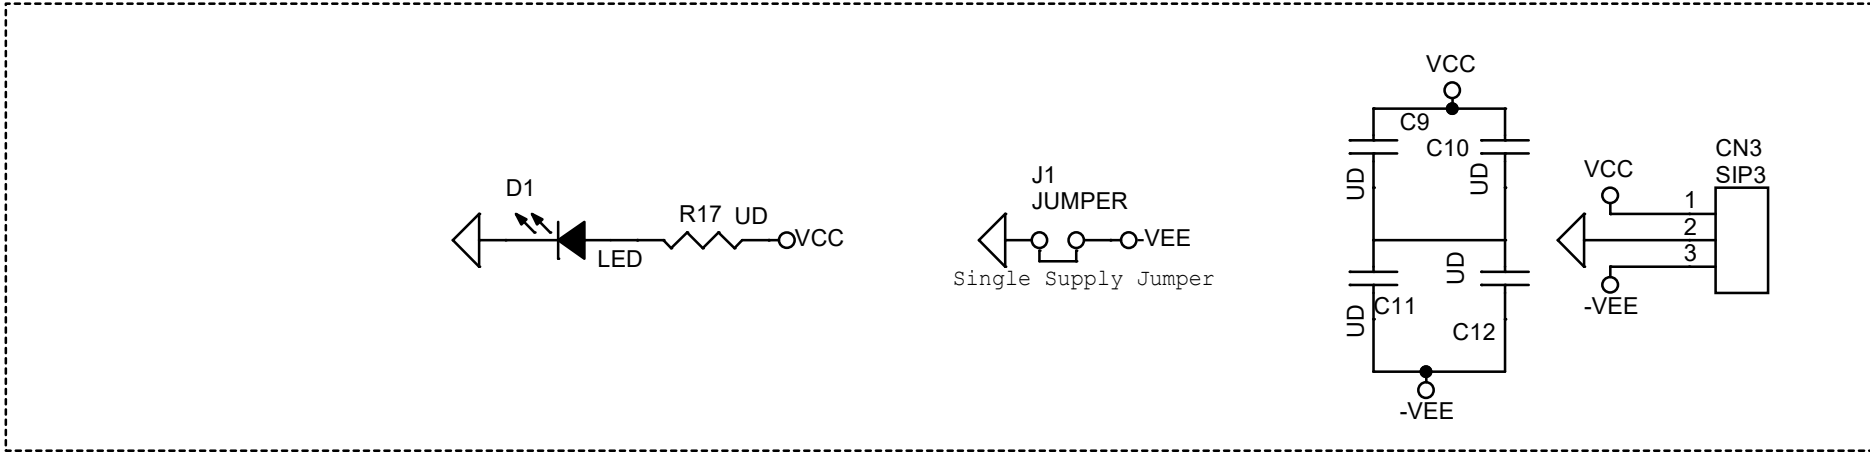 D1
LED
R17 UD
VCC
J1
JUMPER
-VEE
Single Supply Jumper
VCC
C9
C10
UD
UD
UD
UD
C11
C12
-VEE
VCC
CN3
SIP3
1
2
3
-VEE